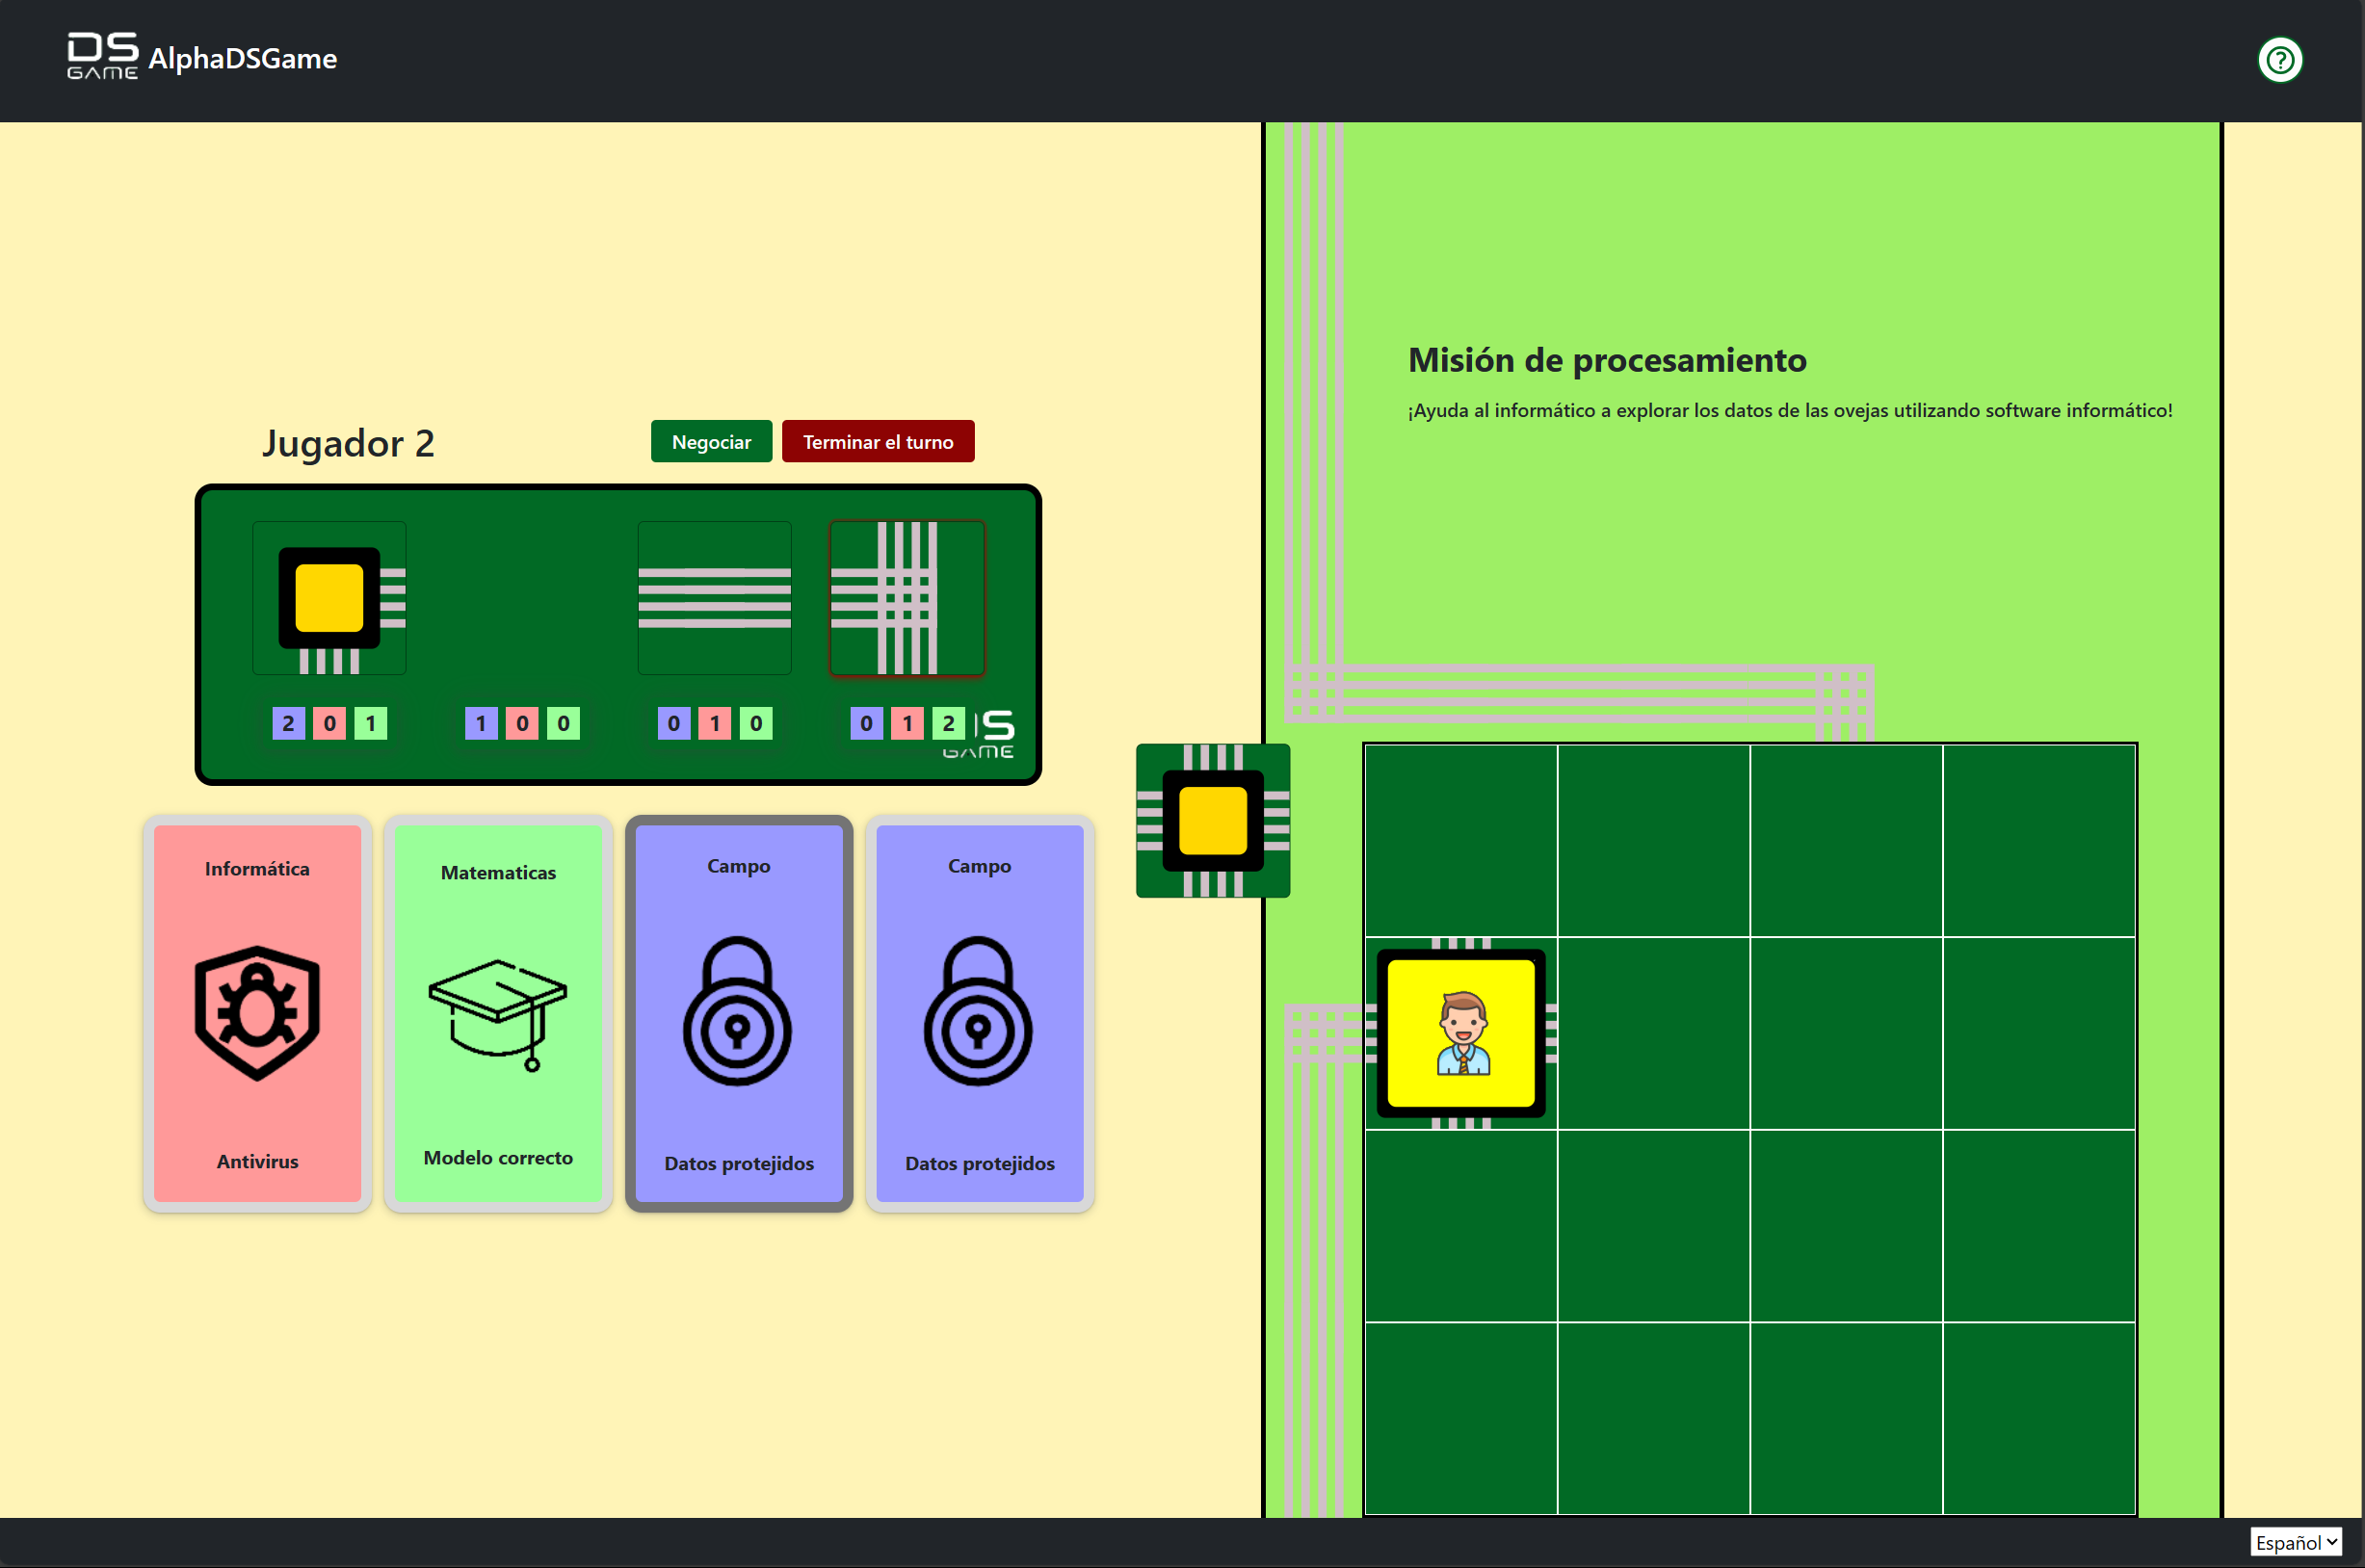 DS
GAME
AlphaDSGame
?
Misión de procesamiento
¡Ayuda al informático a explorar los datos de las ovejas utilizando software informático!
Jugador 2
Negociar
Terminar el turno
2 0 1
1 0 0
0 1 0
0 1 2
S
GAME
Informática
Antivirus
Matematicas
Modelo correcto
Campo
Datos protejidos
Campo
Datos protejidos
Español